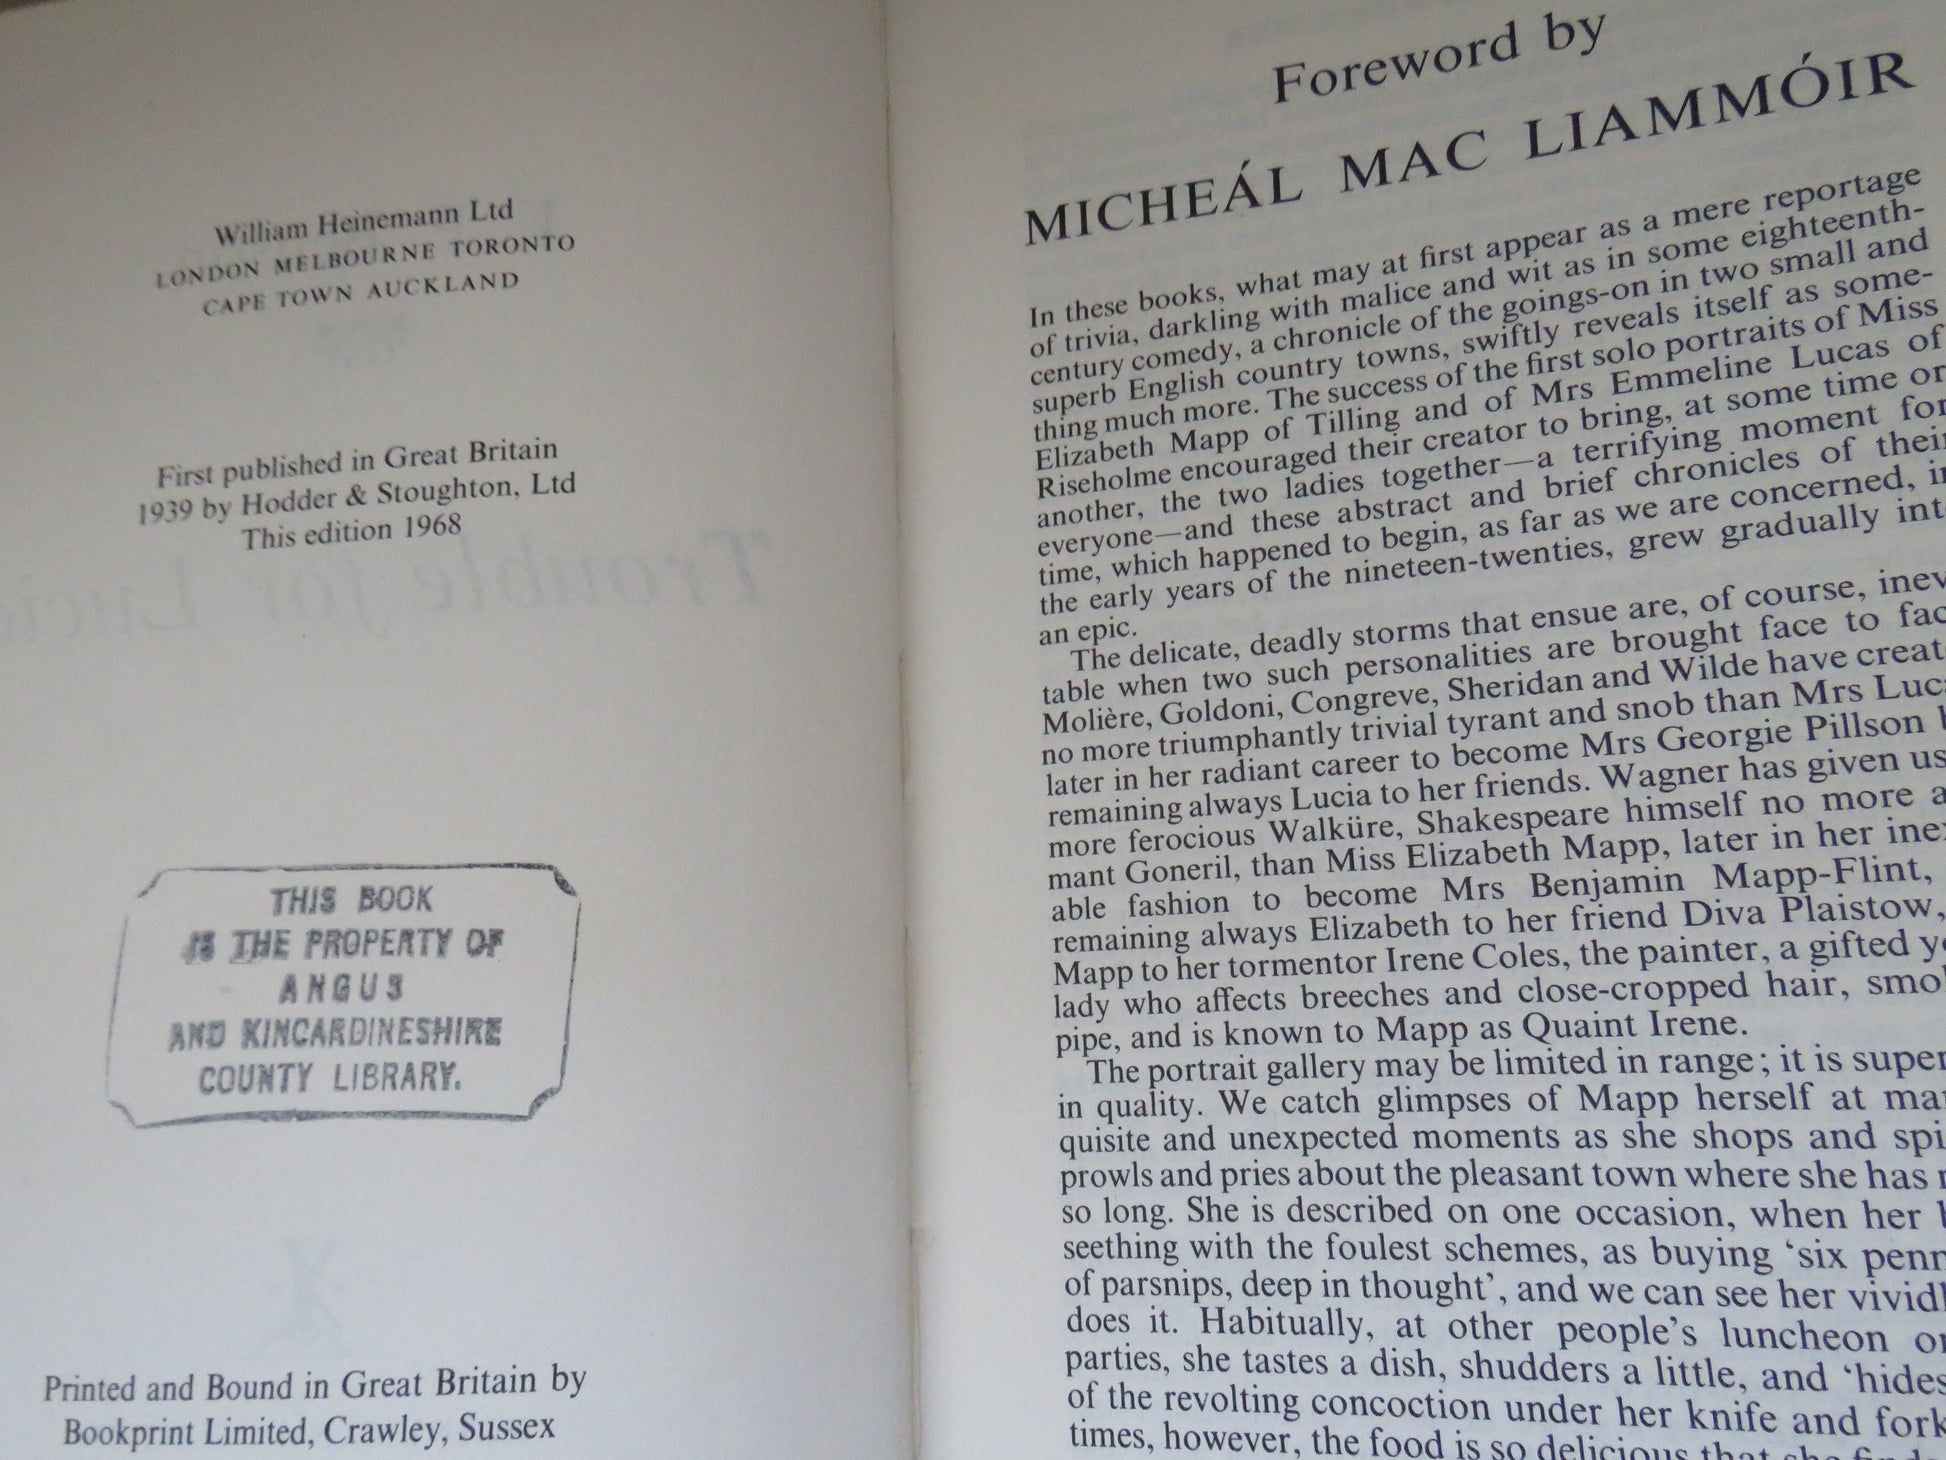 William Heinemann Ltd
LONDON MELBOURNE TORONTO
CAPE TOWN AUCKLAND
First published in Great Britain
1939 by Hodder & Stoughton, Ltd
This edition 1968
Trouble for Lucia
THIS BOOK
IS THE PROPERTY OF
ANGUS
AND KINCARDINESHIRE
COUNTY LIBRARY.
Printed and Bound in Great Britain by
Bookprint Limited, Crawley, Sussex
Foreword by
MICHEÁL MAC LIAMMÓIR
In these books, what may at first appear as a mere reportage
of trivia, darkling with malice and wit as in some eighteenth-
century comedy, a chronicle of the goings-on in two small and
superb English country towns, swiftly reveals itself as some-
thing much more. The success of the first solo portraits of Miss
Elizabeth Mapp of Tilling and of Mrs Emmeline Lucas of
Riseholme encouraged their creator to bring, at some time or
another, the two ladies together—a terrifying moment for
everyone—and these abstract and brief chronicles of their
time, which happened to begin, as far as we are concerned, in
the early years of the nineteen-twenties, grew gradually int
an epic.
The delicate, deadly storms that ensue are, of course, inev
table when two such personalities are brought face to fac
Molière, Goldoni, Congreve, Sheridan and Wilde have creat
no more triumphantly trivial tyrant and snob than Mrs Luc
later in her radiant career to become Mrs Georgie Pillson b
remaining always Lucia to her friends. Wagner has given us
more ferocious Walküre, Shakespeare himself no more a
mant Goneril, than Miss Elizabeth Mapp, later in her inex
able fashion to become Mrs Benjamin Mapp-Flint,
remaining always Elizabeth to her friend Diva Plaistow,
Mapp to her tormentor Irene Coles, the painter, a gifted yo
lady who affects breeches and close-cropped hair, smo
pipe, and is known to Mapp as Quaint Irene.
The portrait gallery may be limited in range; it is super
in quality. We catch glimpses of Mapp herself at ma
quisite and unexpected moments as she shops and spi
prowls and pries about the pleasant town where she has r
so long. She is described on one occasion, when her b
seething with the foulest schemes, as buying ‘six penn
of parsnips, deep in thought’, and we can see her vividl
does it. Habitually, at other people’s luncheon or
parties, she tastes a dish, shudders a little, and ‘hides
of the revolting concoction under her knife and fork
times, however, the food is so delicious that she finds